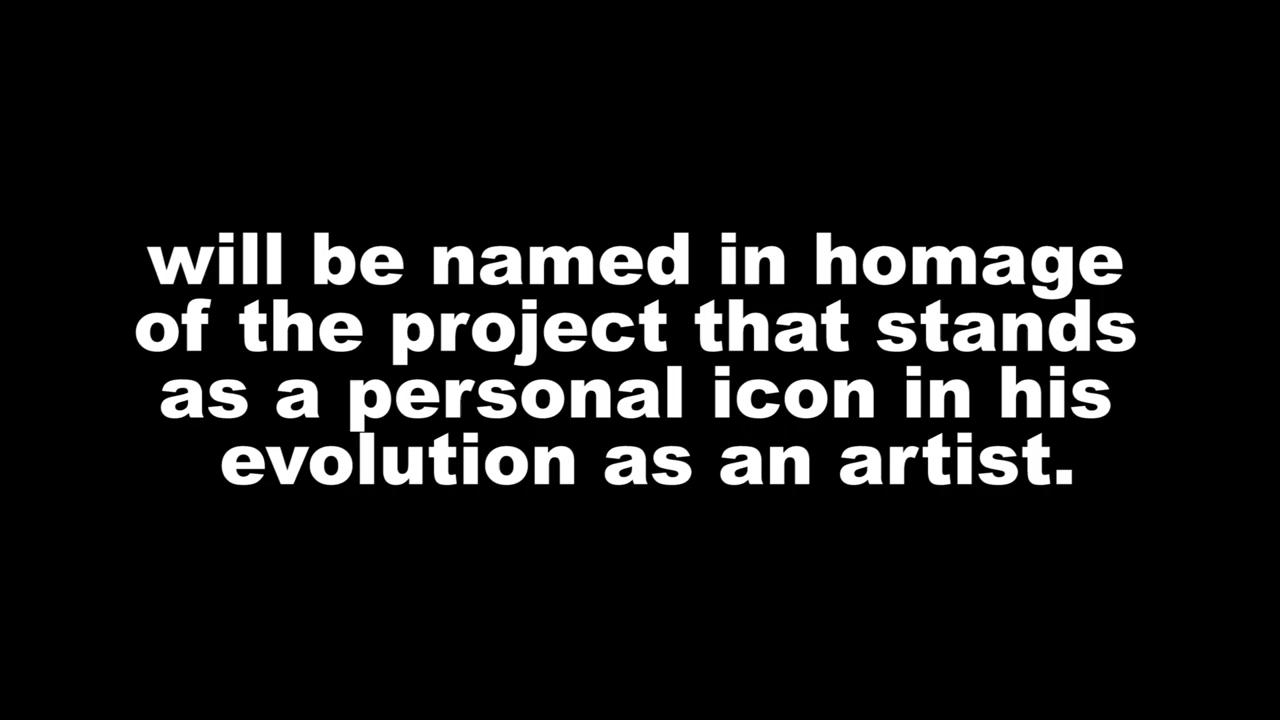 will be named in homage
of the project that stands
as a personal icon in his
evolution as an artist.